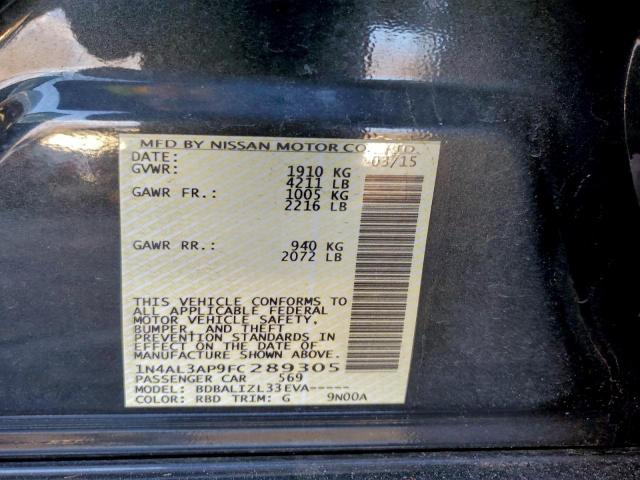 MFD BY NISSAN MOTOR CO., LTD.
DATE: 03/15
GVWR: 1910 KG
4211 LB
GAWR FR.: 1005 KG
2216 LB
GAWR RR.: 940 KG
2072 LB
THIS VEHICLE CONFORMS TO
ALL APPLICABLE FEDERAL
MOTOR VEHICLE SAFETY,
BUMPER, AND THEFT
PREVENTION STANDARDS IN
EFFECT ON THE DATE OF
MANUFACTURE SHOWN ABOVE.
1N4AL3AP9FC289305
PASSENGER CAR 569
MODEL: BDBALIZL33EVA-----
COLOR: RBD TRIM: G 9N00A